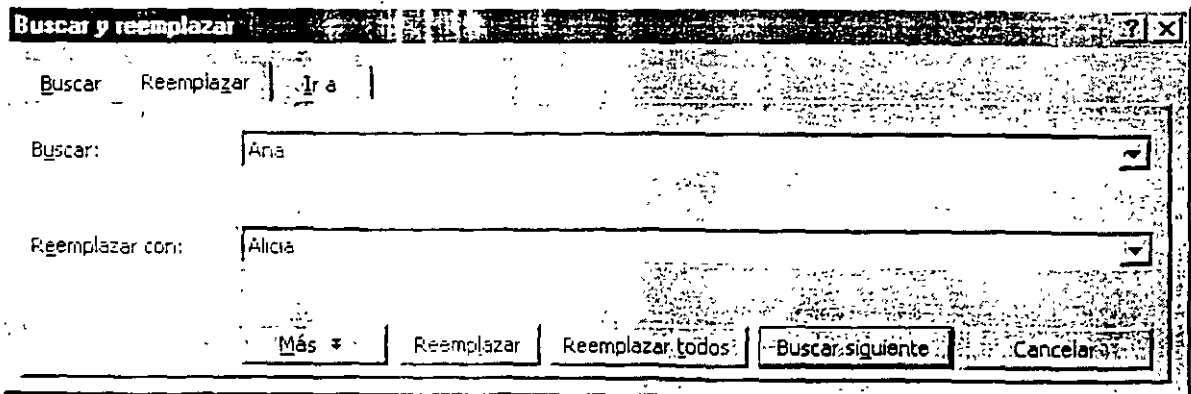 Buscar y reemplazar
Buscar Reemplazar Ir a
Buscar: Ana
Reemplazar con: Alicia
Más Reemplazar Reemplazar todos Buscar siguiente Cancelar